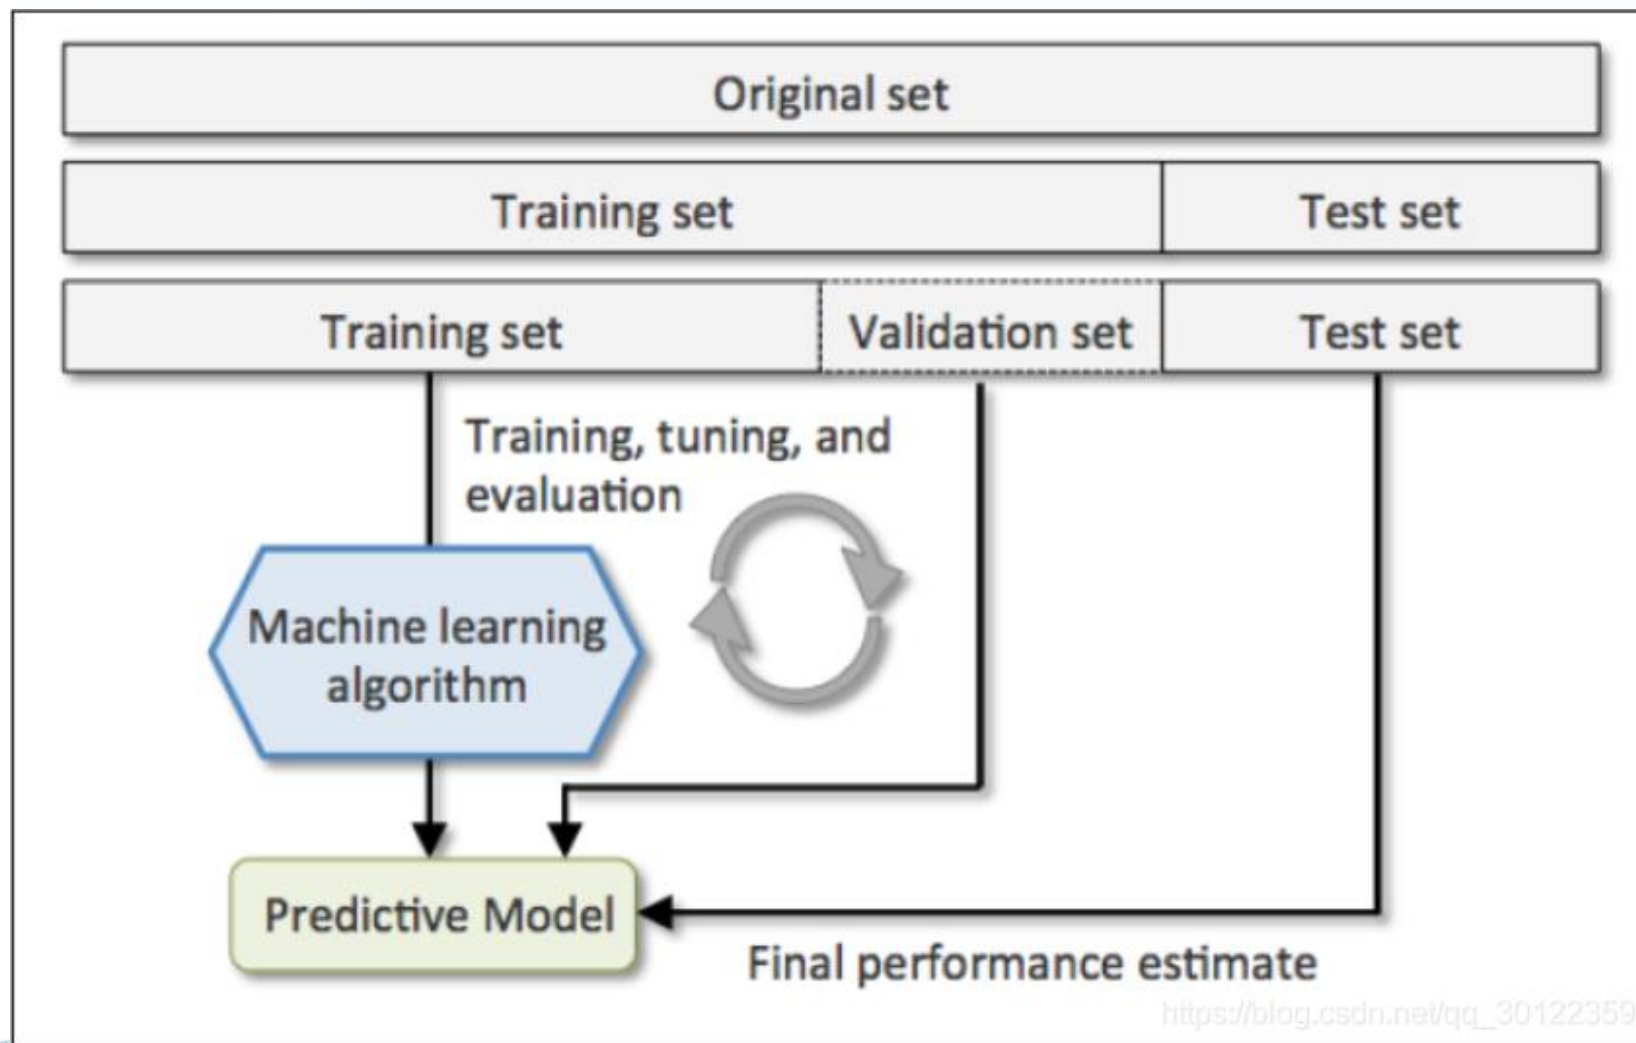 Original set
Training set Test set
Training set Validation set Test set
Training, tuning, and
evaluation
Machine learning
algorithm
Predictive Model
Final performance estimate
https://blog.csdn.net/qq_30122359